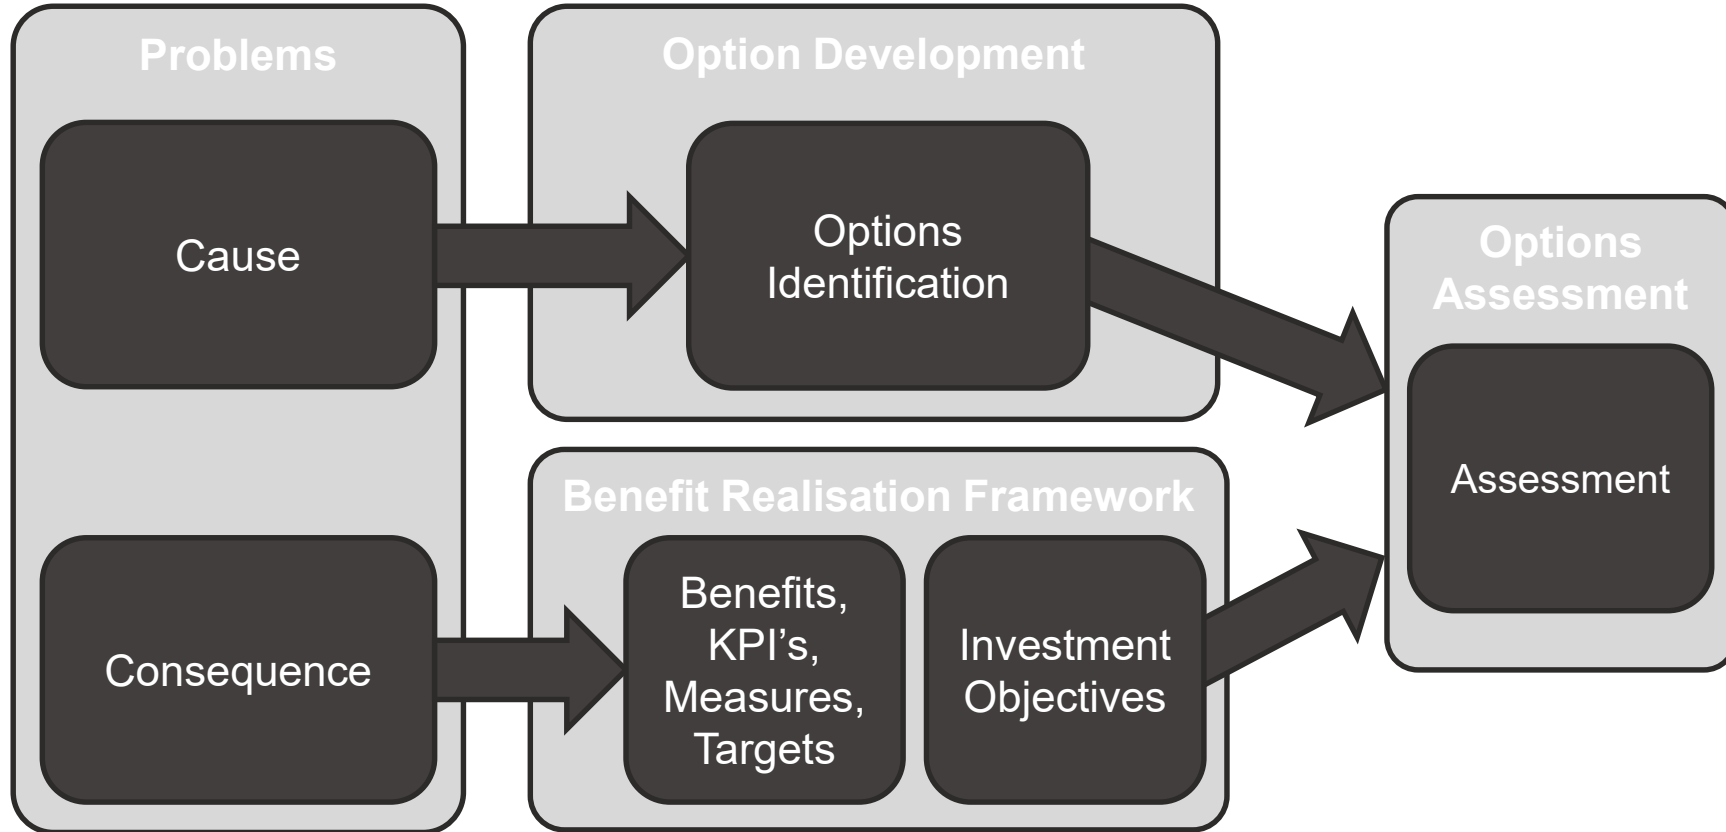 Problems
Cause
Consequence
Option Development
Options
Identification
Benefit Realisation Framework
Benefits,
KPI's,
Measures,
Targets
Investment
Objectives
Options
Assessment
Assessment